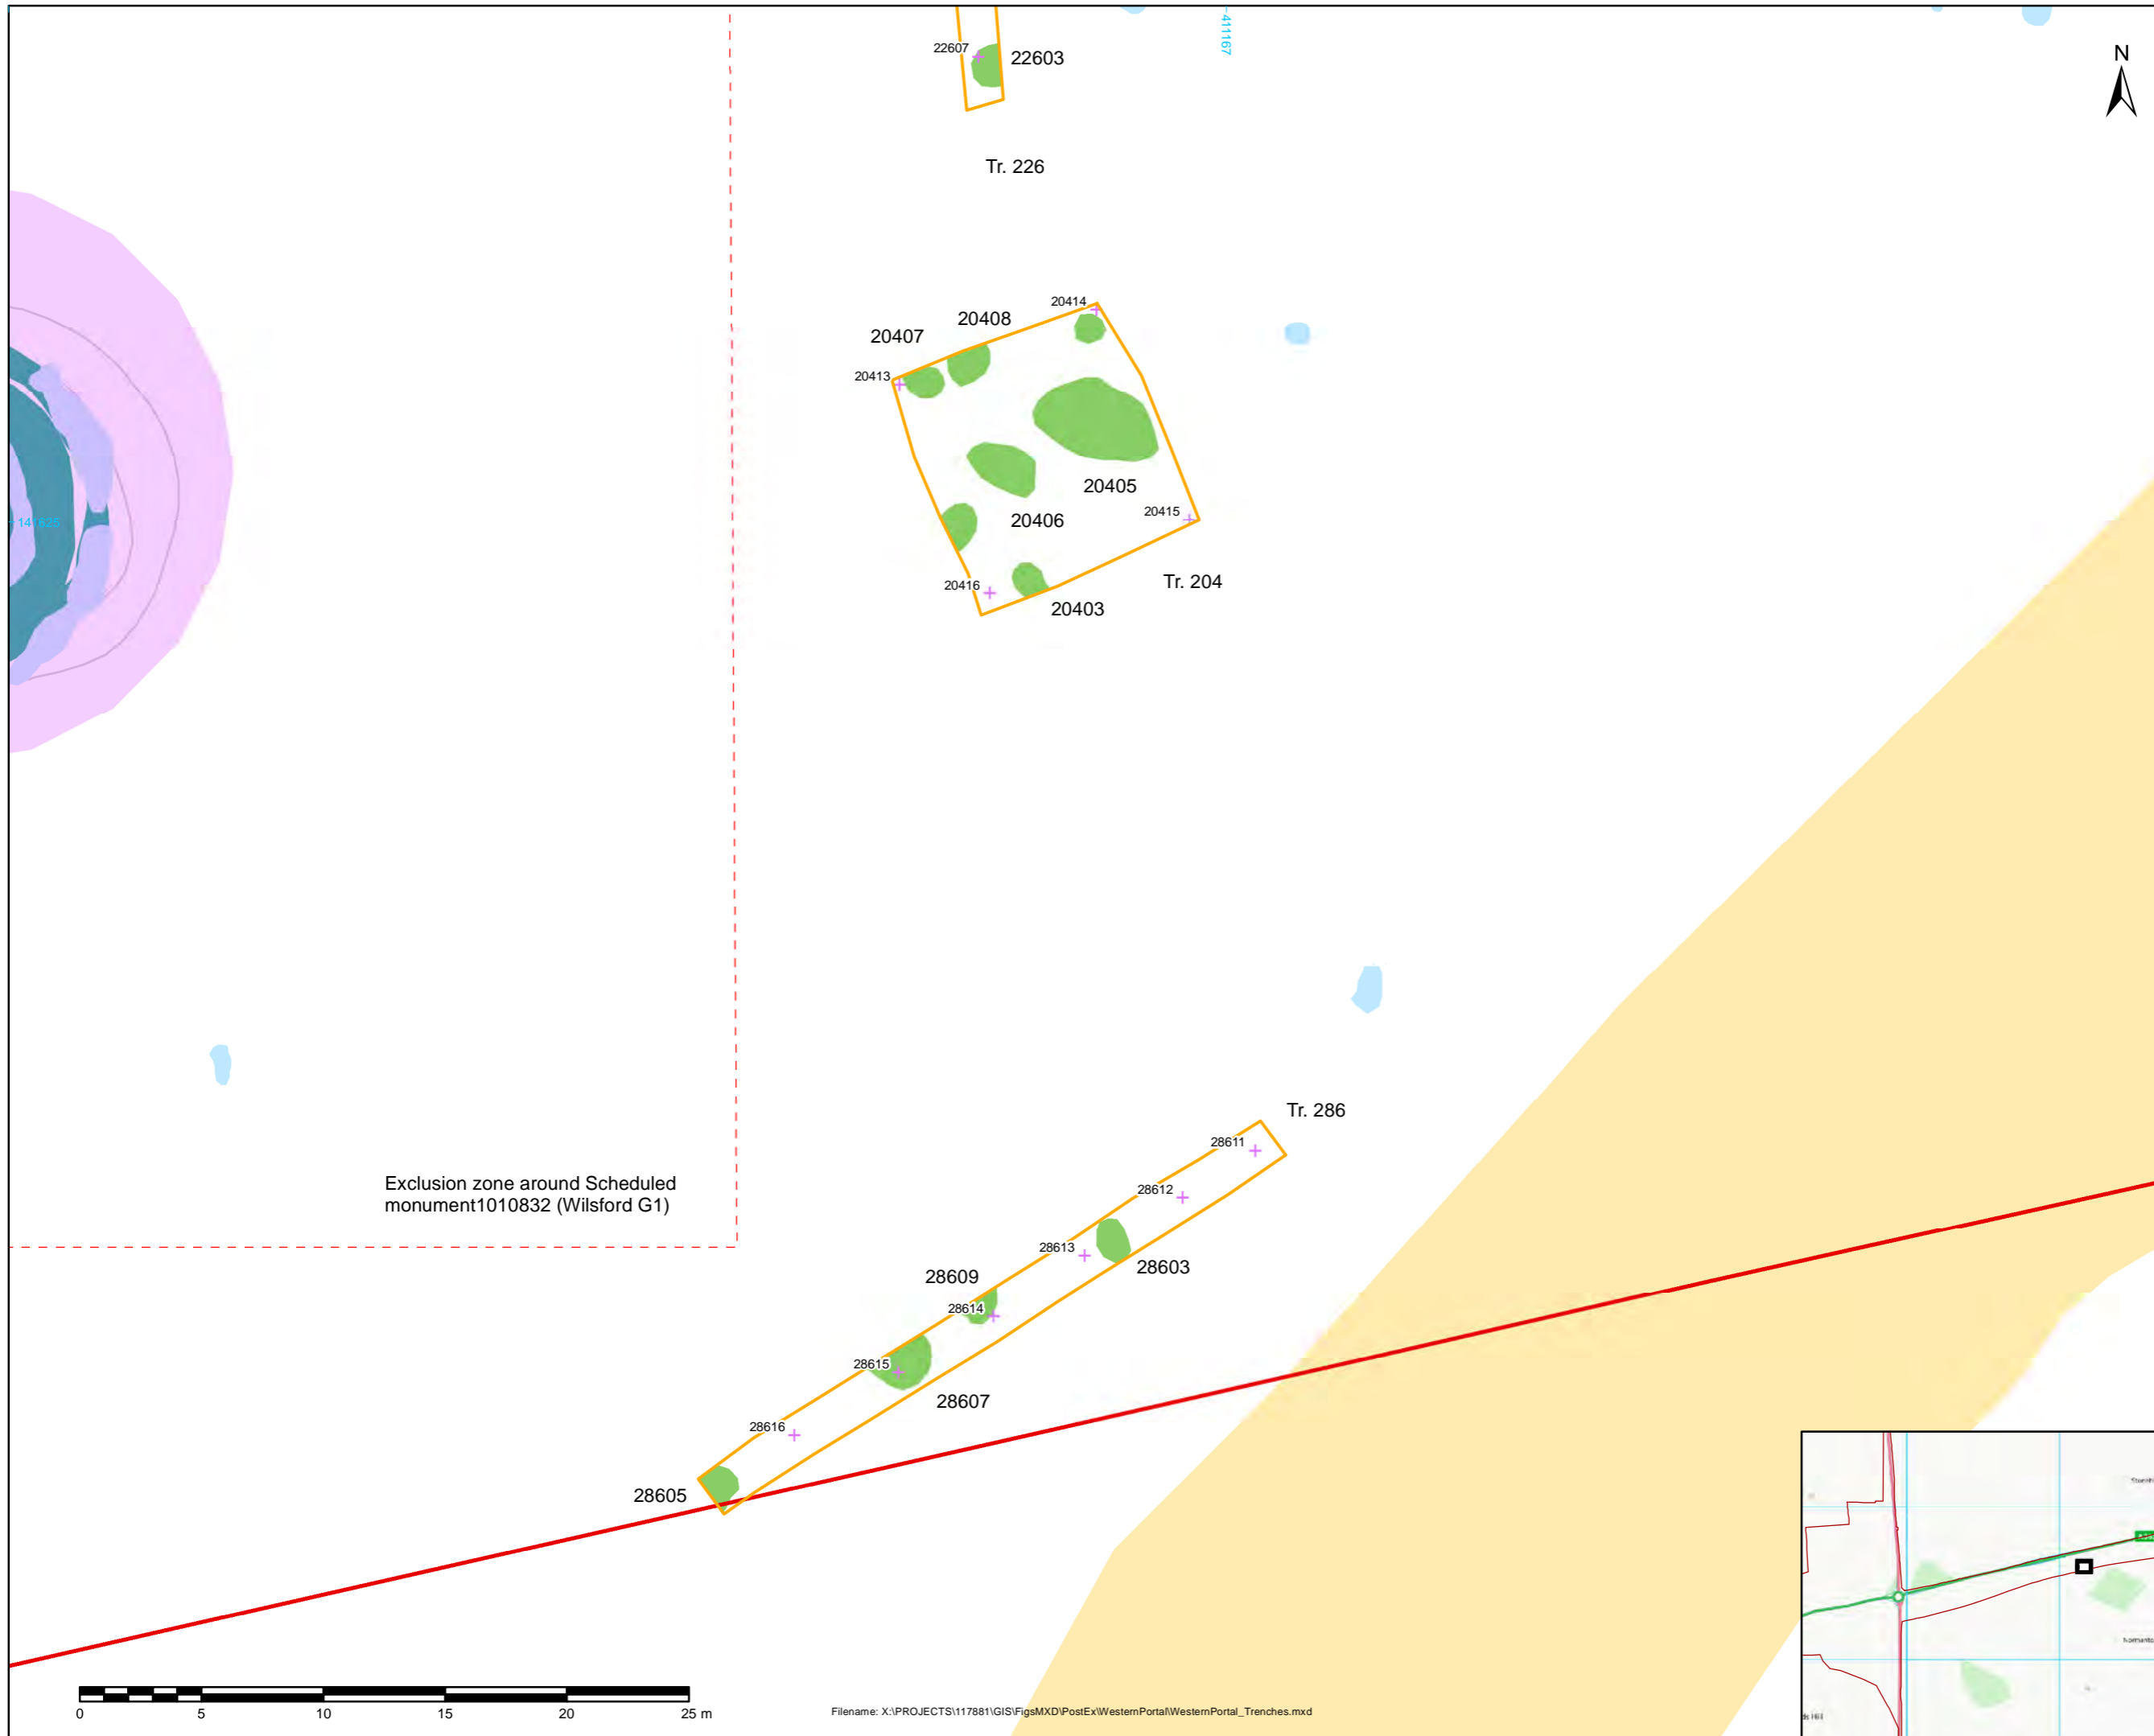 22607
22603
411167
N
Tr. 226
20414
20408
20407
20413
20405
20415
20406
Tr. 204
20416
20403
Tr. 286
28611
Exclusion zone around Scheduled
monument1010832 (Wilsford G1)
28612
28613
28603
28609
28614
28615
28607
28616
28605
0 5 10 15 20 25 m
Filename: X:\PROJECTS\117881\GIS\FigsMXD\PostEx\WesternPortal\WesternPortal_Trenches.mxd